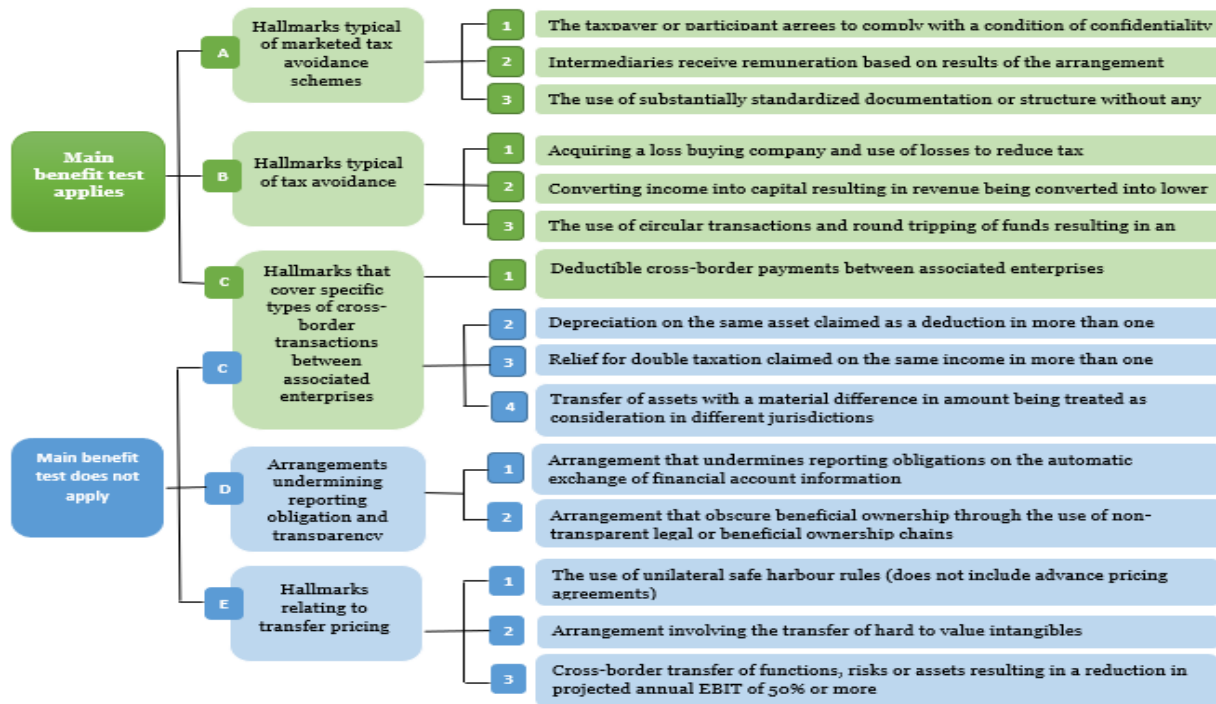 Main
benefit test
applies
A
Hallmarks typical
of marketed tax
avoidance
schemes
1
The taxpayer or participant agrees to comply with a condition of confidentiality
2
Intermediaries receive remuneration based on results of the arrangement
3
The use of substantially standardized documentation or structure without any
B
Hallmarks typical
of tax avoidance
1
Acquiring a loss buying company and use of losses to reduce tax
2
Converting income into capital resulting in revenue being converted into lower
3
The use of circular transactions and round tripping of funds resulting in an
C
Hallmarks that
cover specific
types of cross-
border
transactions
between
associated
enterprises
1
Deductible cross-border payments between associated enterprises
Main benefit
test does not
apply
C
2
Depreciation on the same asset claimed as a deduction in more than one
3
Relief for double taxation claimed on the same income in more than one
4
Transfer of assets with a material difference in amount being treated as
consideration in different jurisdictions
D
Arrangements
undermining
reporting
obligation and
transparency
1
Arrangement that undermines reporting obligations on the automatic
exchange of financial account information
2
Arrangement that obscure beneficial ownership through the use of non-
transparent legal or beneficial ownership chains
E
Hallmarks
relating to
transfer pricing
1
The use of unilateral safe harbour rules (does not include advance pricing
agreements)
2
Arrangement involving the transfer of hard to value intangibles
3
Cross-border transfer of functions, risks or assets resulting in a reduction in
projected annual EBIT of 50% or more